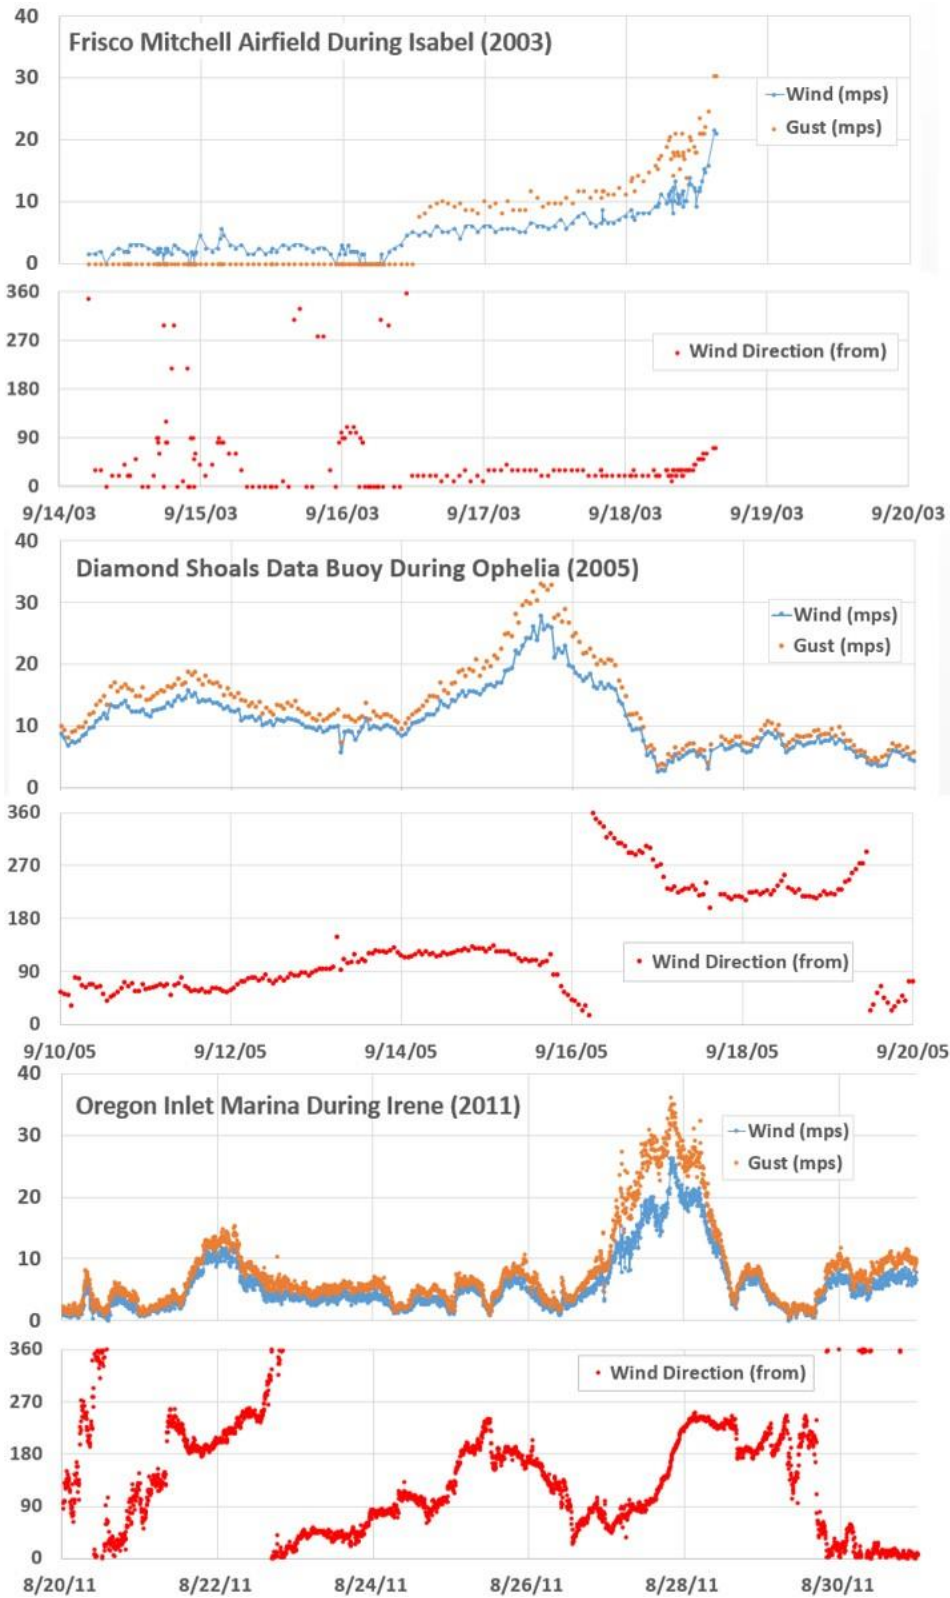 40
Frisco Mitchell Airfield During Isabel (2003)
30
Wind (mps)
Gust (mps)
20
10
0
360
270
Wind Direction (from)
180
90
0
9/14/03 9/15/03 9/16/03 9/17/03 9/18/03 9/19/03 9/20/03
40
Diamond Shoals Data Buoy During Ophelia (2005)
30
Wind (mps)
Gust (mps)
20
10
0
360
270
180
Wind Direction (from)
90
0
9/10/05 9/12/05 9/14/05 9/16/05 9/18/05 9/20/05
40
Oregon Inlet Marina During Irene (2011)
30
Wind (mps)
Gust (mps)
20
10
0
360
Wind Direction (from)
270
180
90
0
8/20/11 8/22/11 8/24/11 8/26/11 8/28/11 8/30/11